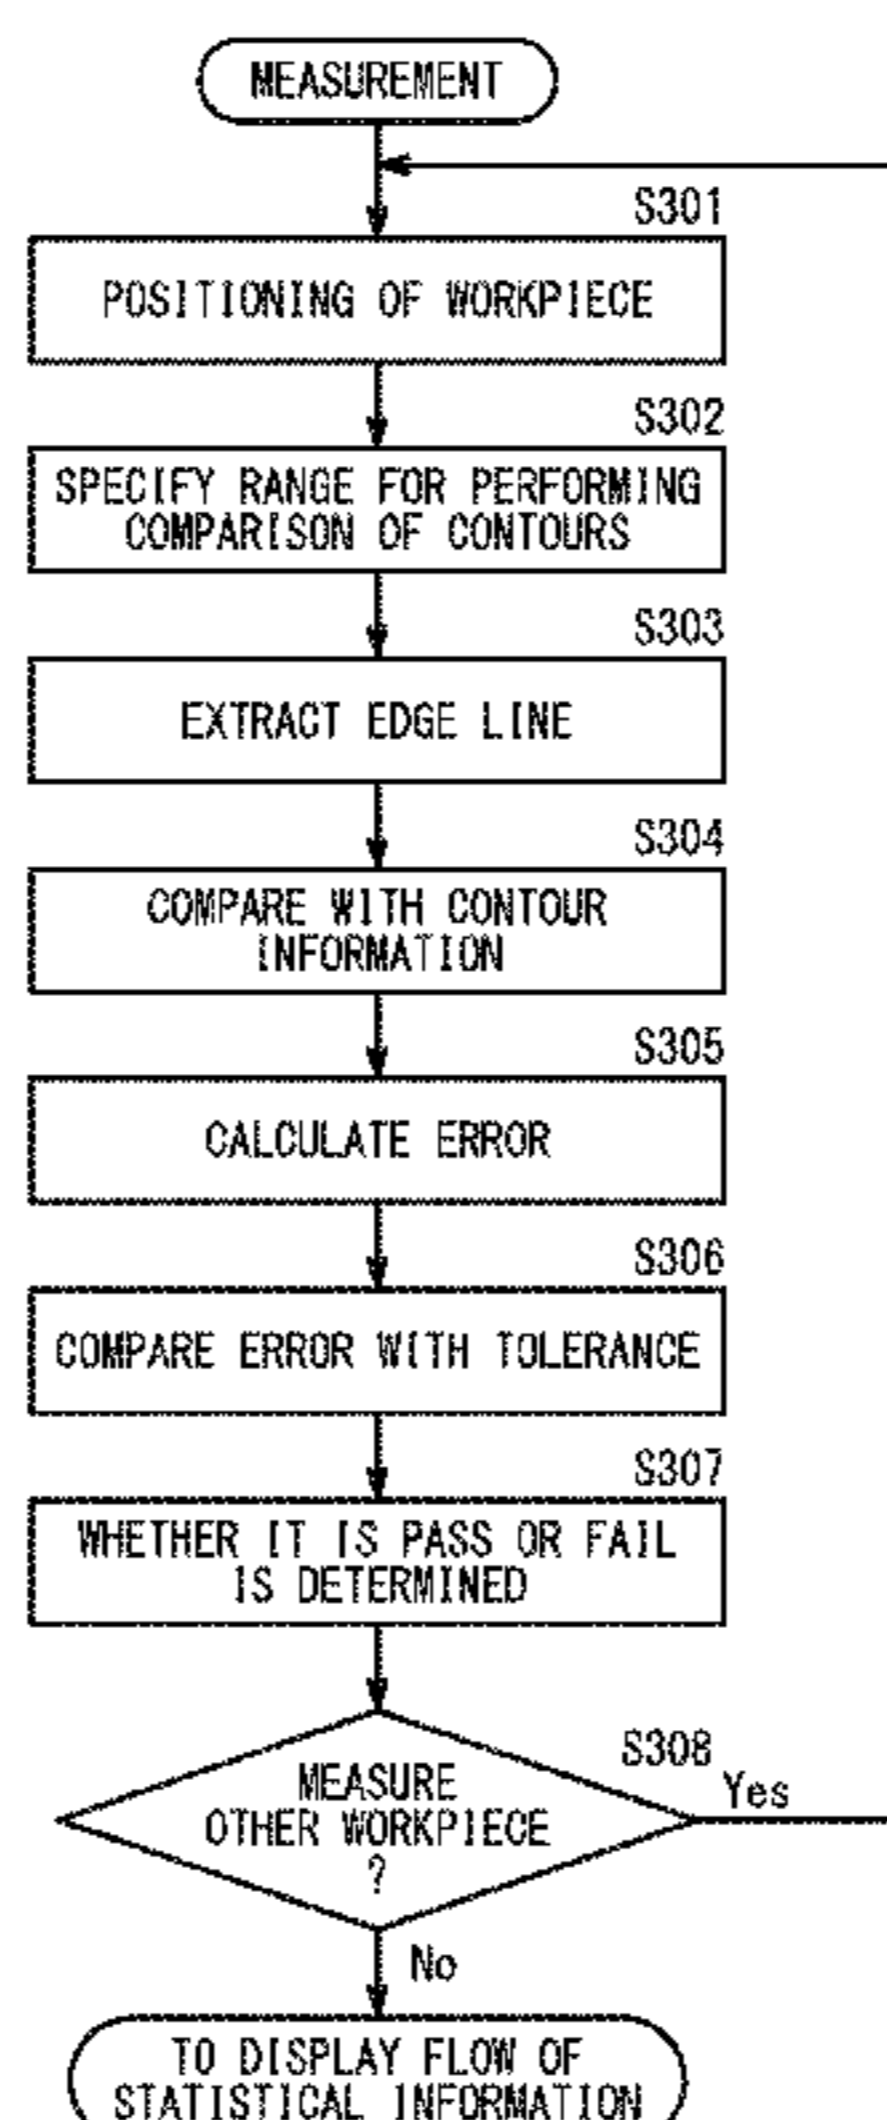 MEASUREMENT
S301
POSITIONING OF WORKPIECE
S302
SPECIFY RANGE FOR PERFORMING
COMPARISON OF CONTOURS
S303
EXTRACT EDGE LINE
S304
COMPARE WITH CONTOUR
INFORMATION
S305
CALCULATE ERROR
S306
COMPARE ERROR WITH TOLERANCE
S307
WHETHER IT IS PASS OR FAIL
IS DETERMINED
S308
MEASURE
OTHER WORKPIECE
?
Yes
No
TO DISPLAY FLOW OF
STATISTICAL INFORMATION